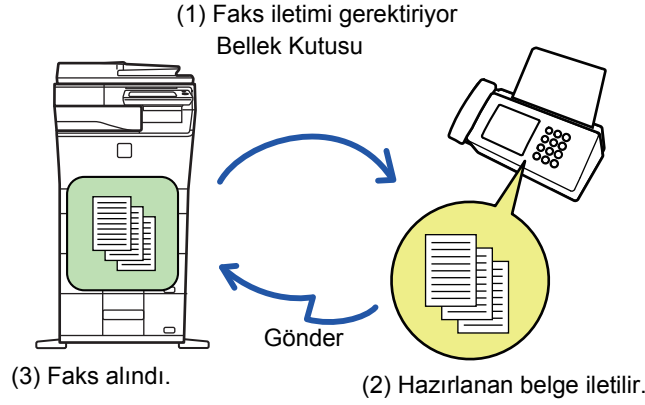 (1) Faks iletimi gerektiriyor
Bellek Kutusu
Gönder
(3) Faks alındı.
(2) Hazırlanan belge iletilir.